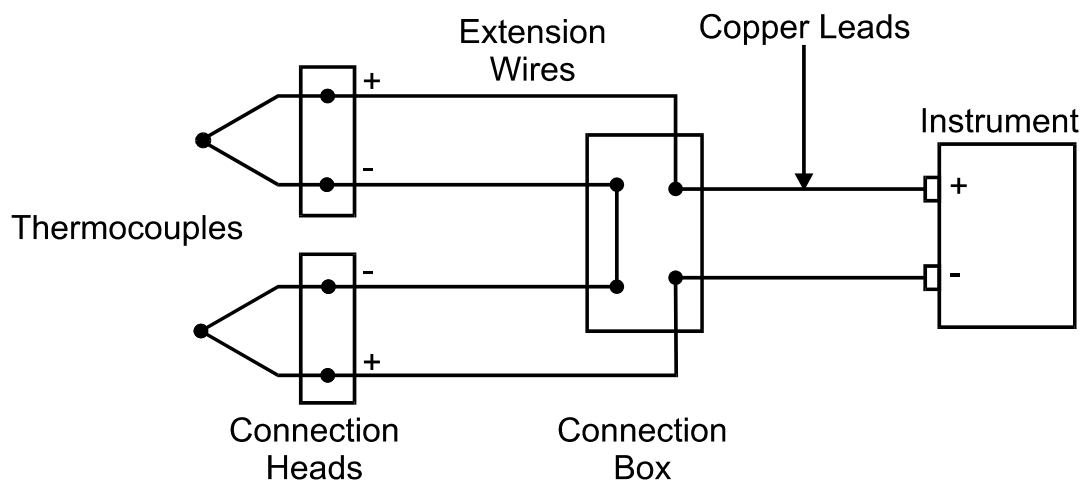 Extension
Wires
Copper Leads
Instrument
+
-
-
+
+
-
Thermocouples
Connection
Heads
Connection
Box